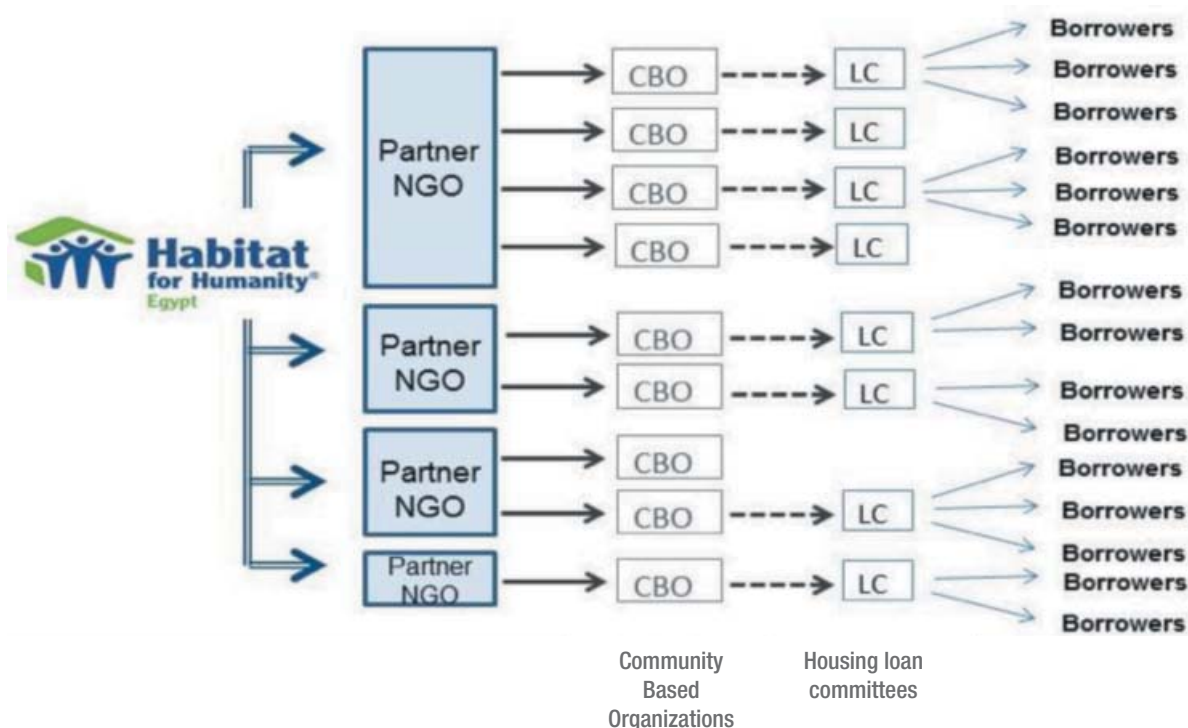 Borrowers
CBO
LC
Borrowers
Borrowers
Partner
NGO
CBO
LC
Borrowers
CBO
LC
Borrowers
Borrowers
CBO
LC
Habitat
for Humanity®
Egypt
Borrowers
Partner
NGO
CBO
LC
Borrowers
CBO
LC
Borrowers
Borrowers
Partner
NGO
CBO
Borrowers
CBO
LC
Borrowers
Borrowers
Partner
NGO
CBO
LC
Borrowers
Borrowers
Community
Based
Organizations
Housing loan
committees